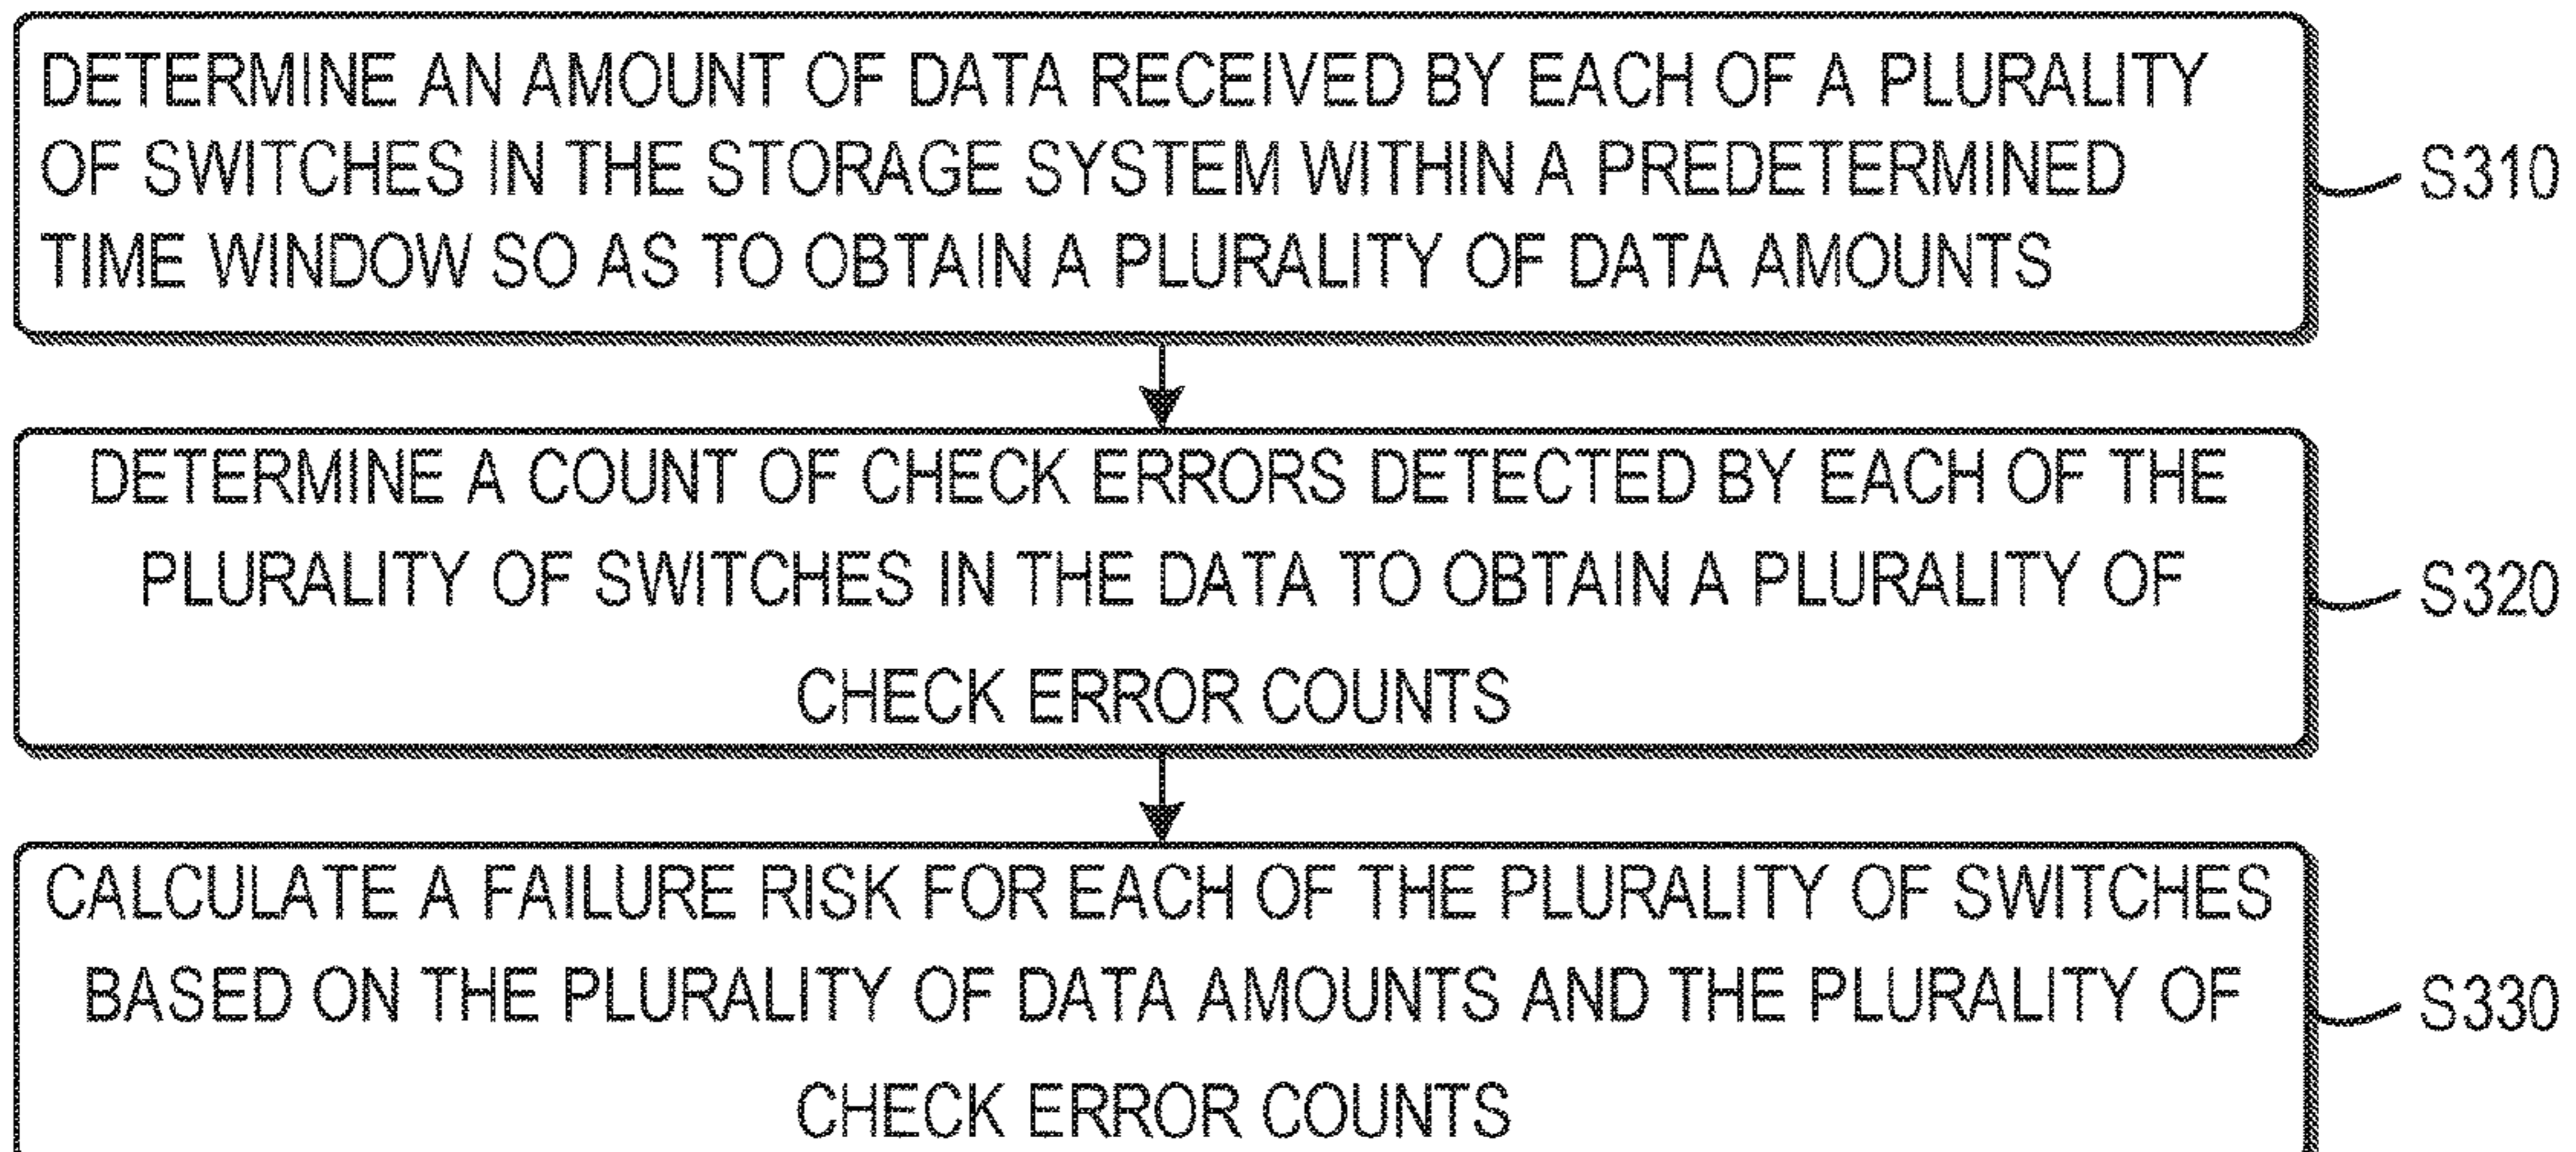 DETERMINE AN AMOUNT OF DATA RECEIVED BY EACH OF A PLURALITY
OF SWITCHES IN THE STORAGE SYSTEM WITHIN A PREDETERMINED
TIME WINDOW SO AS TO OBTAIN A PLURALITY OF DATA AMOUNTS
S310
DETERMINE A COUNT OF CHECK ERRORS DETECTED BY EACH OF THE
PLURALITY OF SWITCHES IN THE DATA TO OBTAIN A PLURALITY OF
CHECK ERROR COUNTS
S320
CALCULATE A FAILURE RISK FOR EACH OF THE PLURALITY OF SWITCHES
BASED ON THE PLURALITY OF DATA AMOUNTS AND THE PLURALITY OF
CHECK ERROR COUNTS
S330